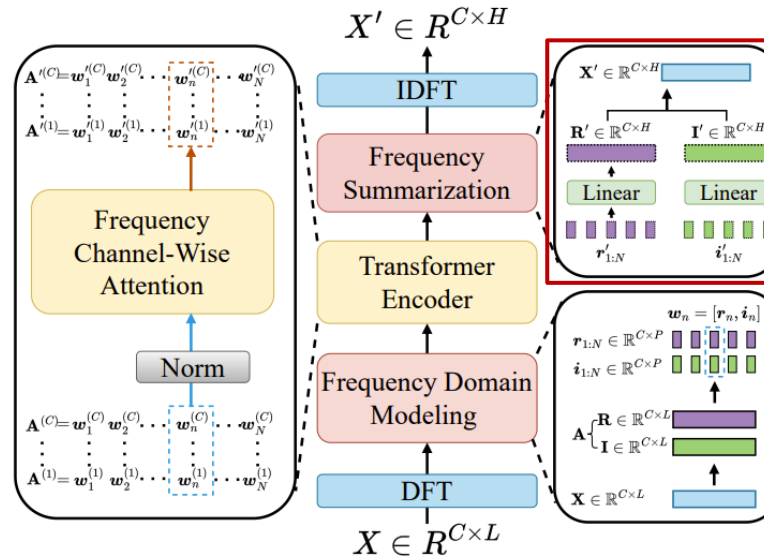 X′ ∈ R^{C×H}
A′^{(C)}=w′_1^{(C)} w′_2^{(C)} ··· w′_n^{(C)} ··· w′_N^{(C)}
A′^{(1)}=w′_1^{(1)} w′_2^{(1)} ··· w′_n^{(1)} ··· w′_N^{(1)}
Frequency
Channel-Wise
Attention
Norm
A^{(C)}=w_1^{(C)} w_2^{(C)} ··· w_n^{(C)} ··· w_N^{(C)}
A^{(1)}=w_1^{(1)} w_2^{(1)} ··· w_n^{(1)} ··· w_N^{(1)}
IDFT
Frequency
Summarization
Transformer
Encoder
Frequency Domain
Modeling
DFT
X ∈ R^{C×L}
X′ ∈ ℝ^{C×H}
R′ ∈ ℝ^{C×H} I′ ∈ ℝ^{C×H}
Linear Linear
r′_{1:N} i′_{1:N}
w_n = [r_n, i_n]
r_{1:N} ∈ ℝ^{C×P}
i_{1:N} ∈ ℝ^{C×P}
R ∈ ℝ^{C×L}
A
I ∈ ℝ^{C×L}
X ∈ ℝ^{C×L}